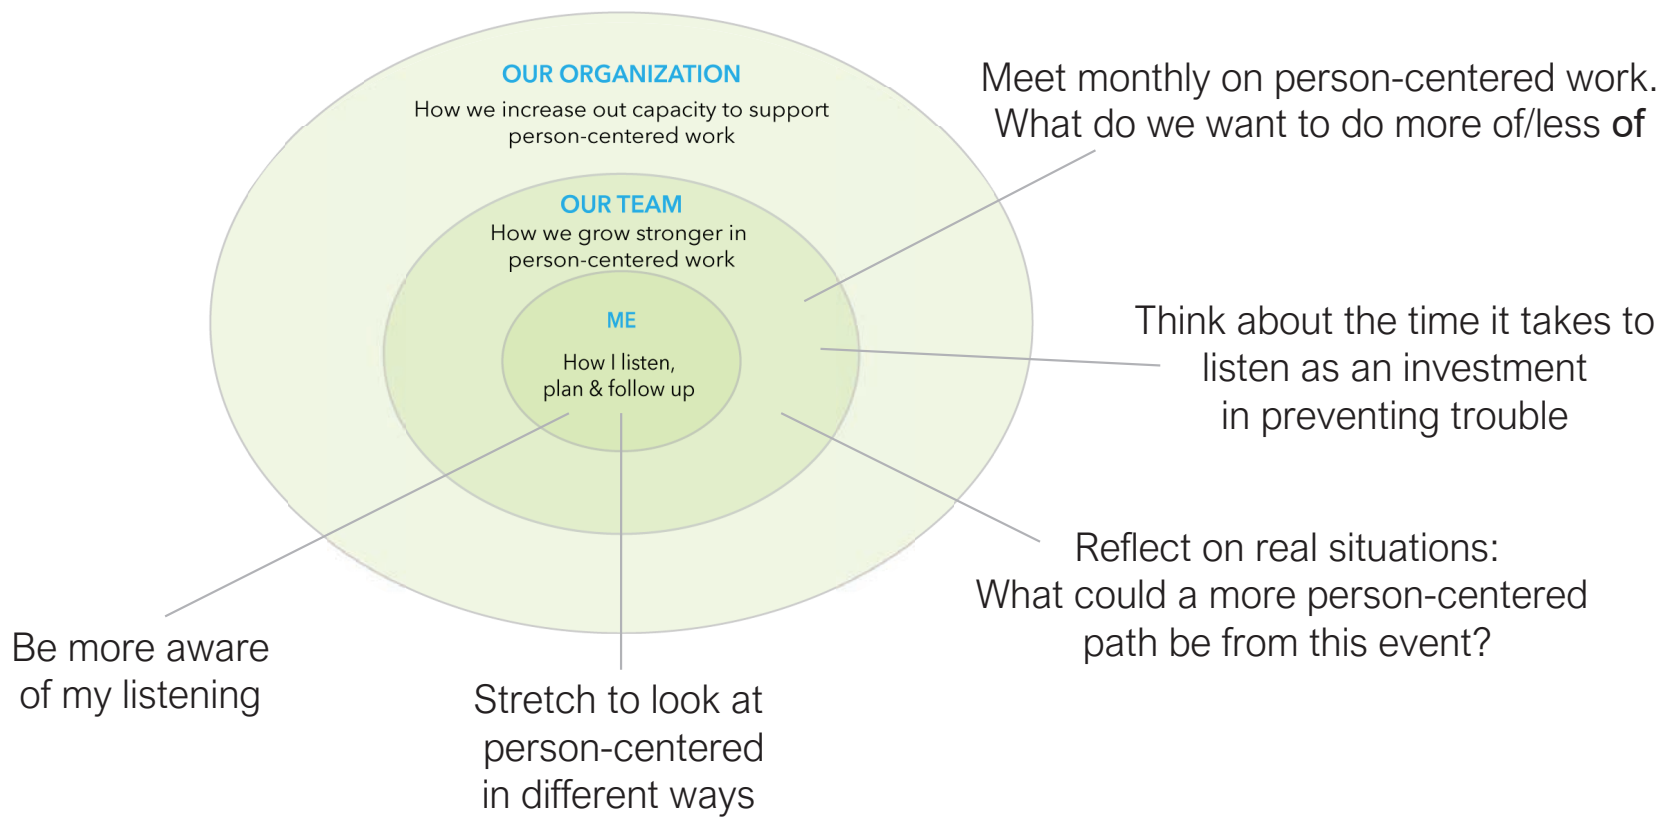 OUR ORGANIZATION
How we increase out capacity to support
person-centered work
OUR TEAM
How we grow stronger in
person-centered work
ME
How I listen,
plan & follow up
Meet monthly on person-centered work.
What do we want to do more of/less of
Think about the time it takes to
listen as an investment
in preventing trouble
Reflect on real situations:
What could a more person-centered
path be from this event?
Be more aware
of my listening
Stretch to look at
person-centered
in different ways